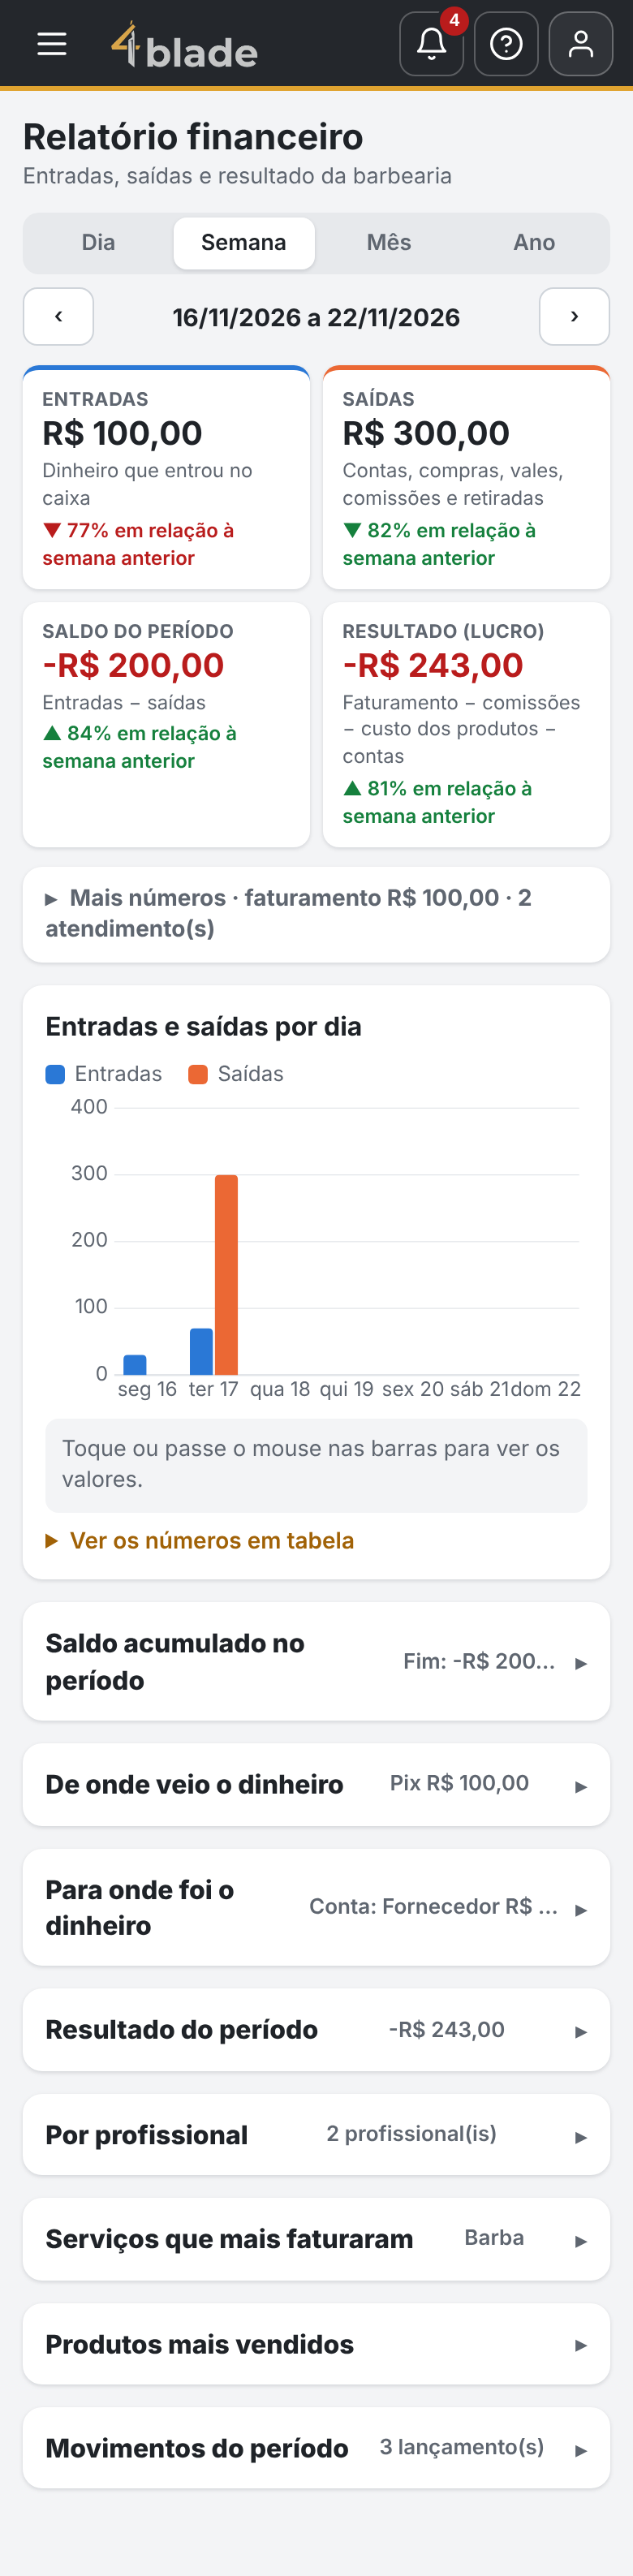 4blade
4
Relatório financeiro
Entradas, saídas e resultado da barbearia
Dia
Semana
Mês
Ano
‹
16/11/2026 a 22/11/2026
›
ENTRADAS
R$ 100,00
Dinheiro que entrou no
caixa
▼ 77% em relação à
semana anterior
SAÍDAS
R$ 300,00
Contas, compras, vales,
comissões e retiradas
▼ 82% em relação à
semana anterior
SALDO DO PERÍODO
-R$ 200,00
Entradas − saídas
▲ 84% em relação à
semana anterior
RESULTADO (LUCRO)
-R$ 243,00
Faturamento − comissões
− custo dos produtos −
contas
▲ 81% em relação à
semana anterior
▸ Mais números · faturamento R$ 100,00 · 2
atendimento(s)
Entradas e saídas por dia
Entradas
Saídas
400
300
200
100
0
seg 16
ter 17
qua 18
qui 19
sex 20
sáb 21
dom 22
Toque ou passe o mouse nas barras para ver os
valores.
▸ Ver os números em tabela
Saldo acumulado no
período
Fim: -R$ 200... ▸
De onde veio o dinheiro
Pix R$ 100,00 ▸
Para onde foi o
dinheiro
Conta: Fornecedor R$ ... ▸
Resultado do período
-R$ 243,00 ▸
Por profissional
2 profissional(is) ▸
Serviços que mais faturaram
Barba ▸
Produtos mais vendidos ▸
Movimentos do período
3 lançamento(s) ▸